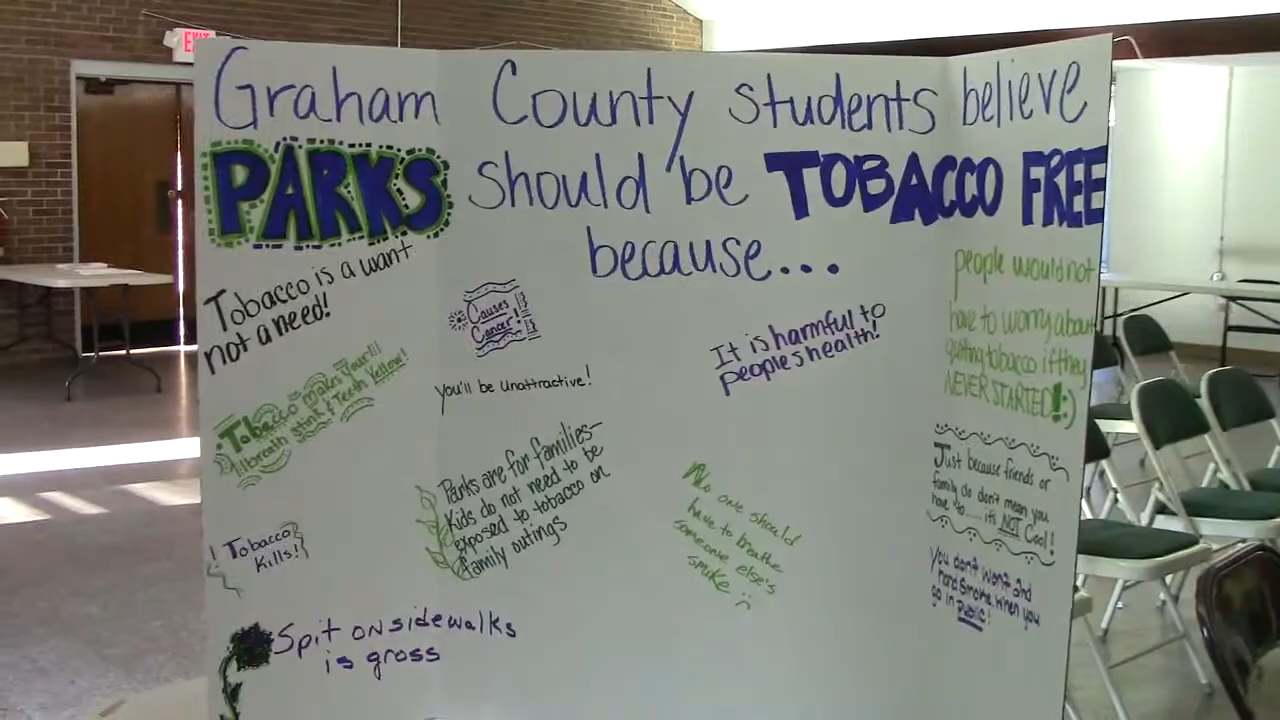 EXIT
Graham County students believe
PARKS should be TOBACCO FREE
because...
Tobacco is a want
not a need!
Causes
Cancer!
It is harmful to
peoples health!
people would not
have to worry about
quitting tobacco if they
NEVER STARTED!:)
Tobacco makes your
breath stink & Teeth Yellow!
you'll be unattractive!
Parks are for families-
Kids do not need to be
exposed to tobacco on
family outings
No one should
have to breathe
someone else's
smoke :(
Just because friends or
family do don't mean you
have to.....it's NOT Cool!
Tobacco
Kills!
You don't want 2nd
hand smoke when you
go in Public!
Spit on sidewalks
is gross